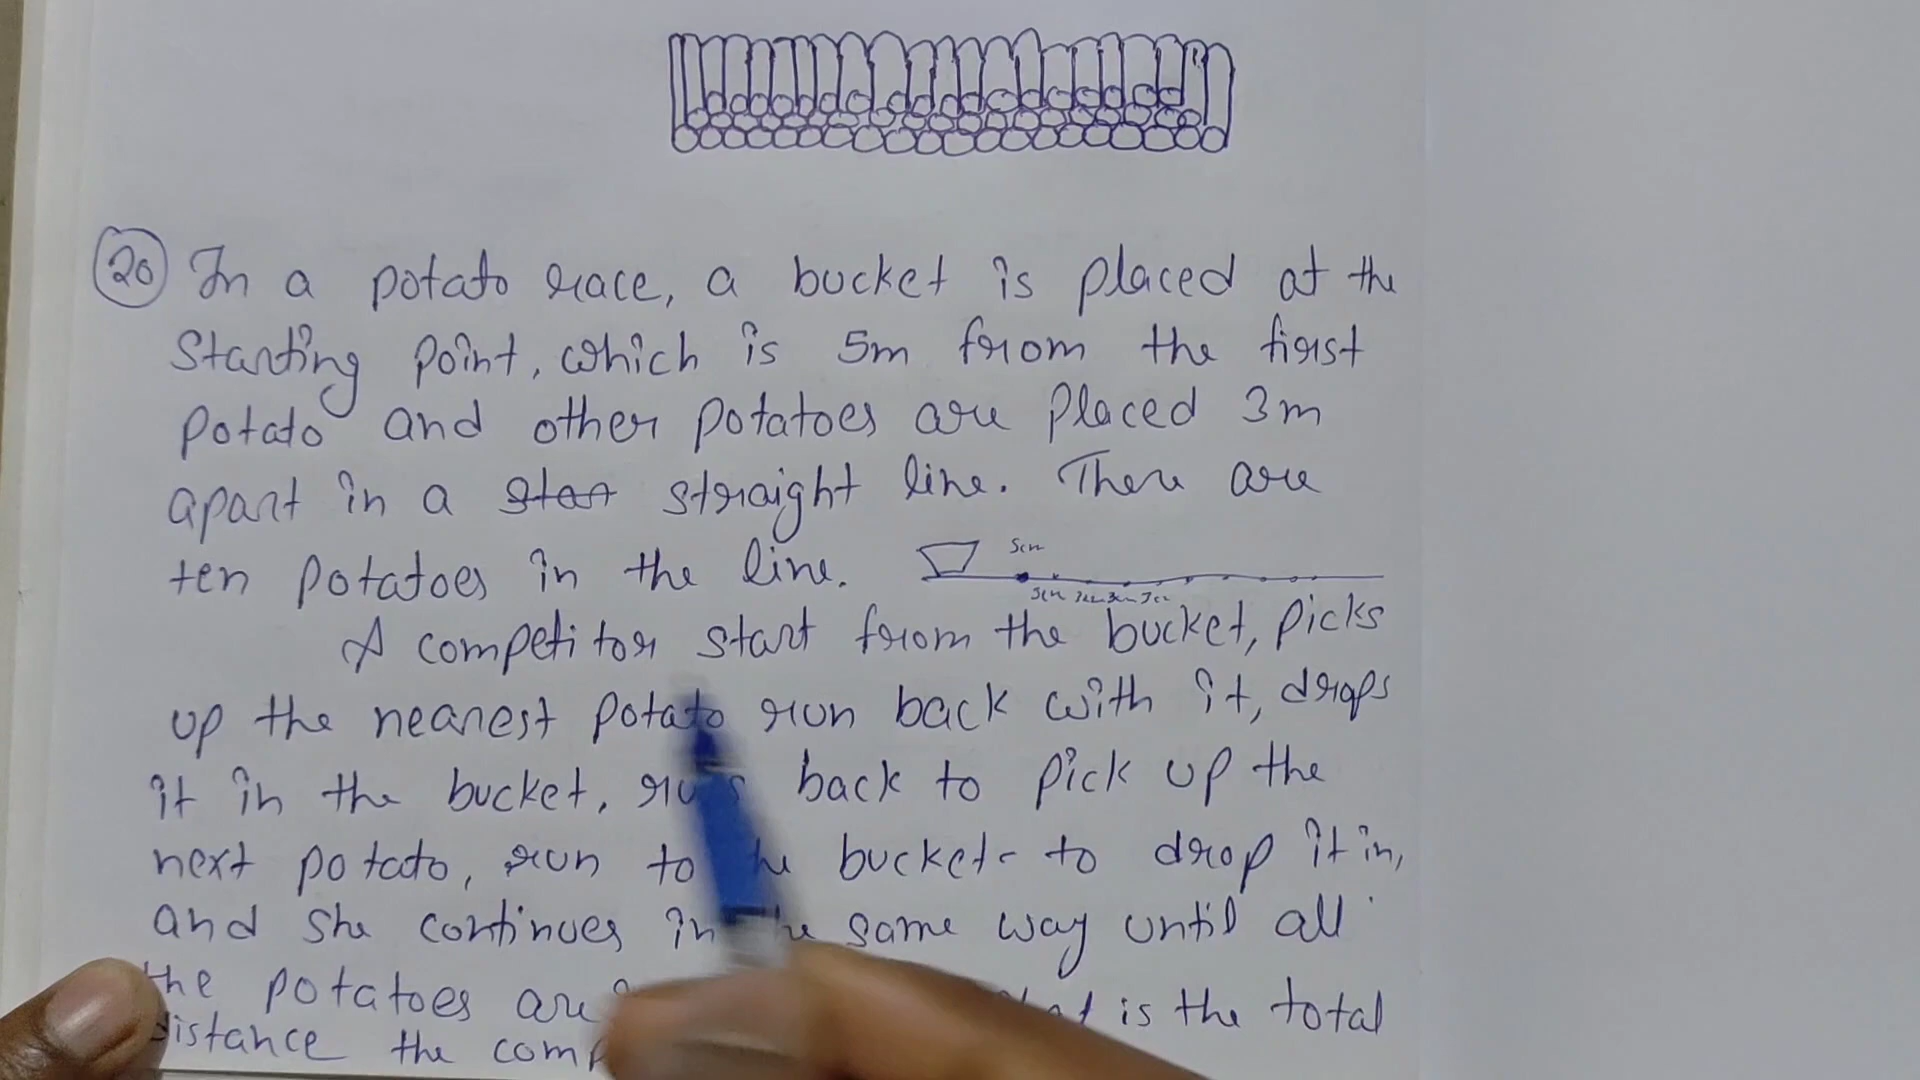 20 In a potato race, a bucket is placed at the
Starting point, which is 5m from the first
Potato and other potatoes are placed 3m
apart in a straight line. There are
ten potatoes in the line.
A competitor start from the bucket, picks
up the nearest potato run back with it, drops
it in the bucket, runs back to pick up the
next potato, run to the bucket to drop it in,
and she continues in the same way until all
the potatoes are is the total
distance the